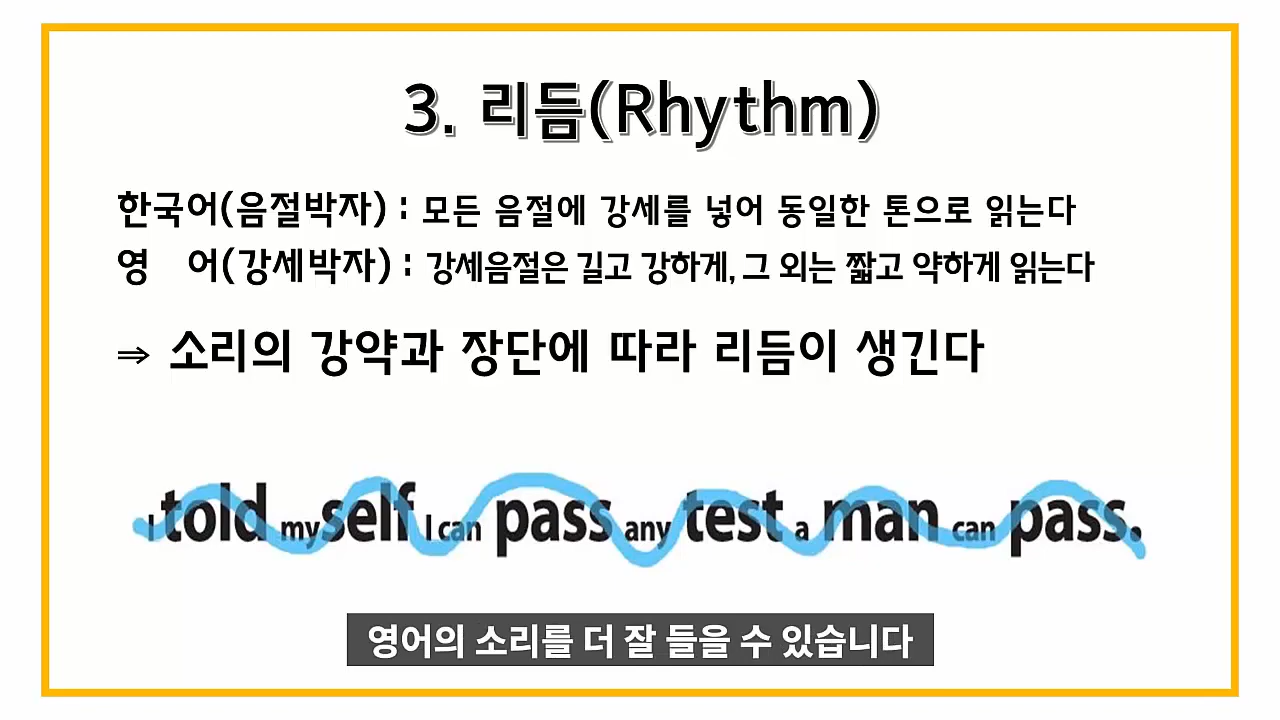 3. 리듬(Rhythm)
한국어(음절박자) : 모든 음절에 강세를 넣어 동일한 톤으로 읽는다
영 어(강세박자) : 강세음절은 길고 강하게, 그 외는 짧고 약하게 읽는다
⇒ 소리의 강약과 장단에 따라 리듬이 생긴다
I told myself I can pass any test a man can pass.
영어의 소리를 더 잘 들을 수 있습니다